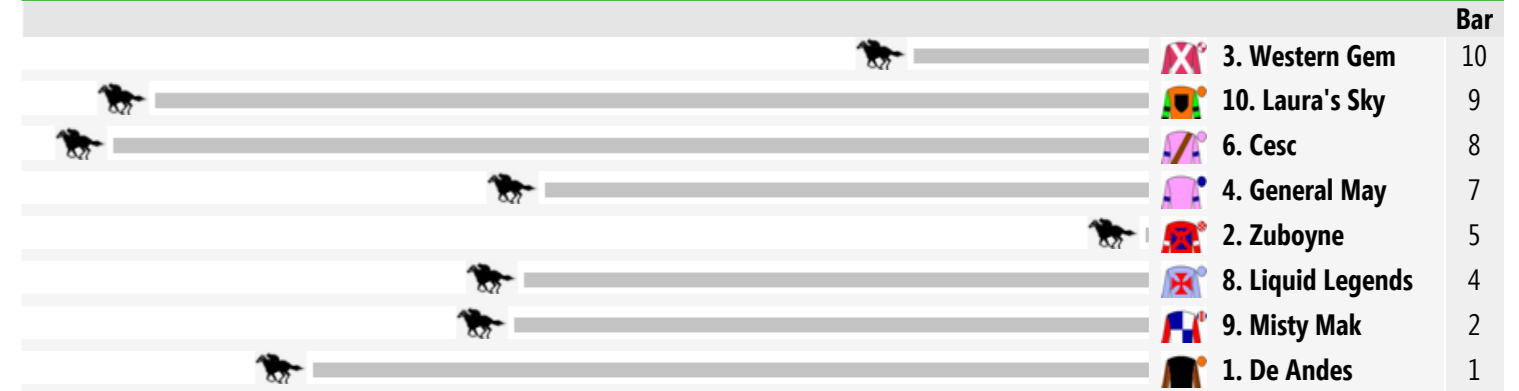 Bar
3. Western Gem 10
10. Laura's Sky 9
6. Cesc 8
4. General May 7
2. Zuboyne 5
8. Liquid Legends 4
9. Misty Mak 2
1. De Andes 1